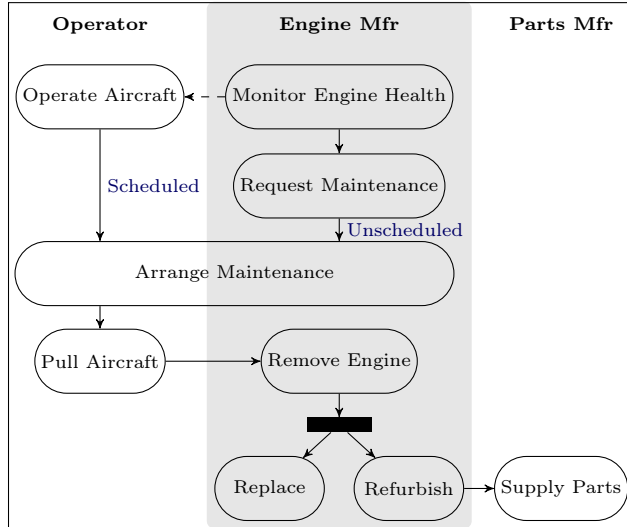 Operator
Engine Mfr
Parts Mfr
Operate Aircraft
Monitor Engine Health
Scheduled
Request Maintenance
Unscheduled
Arrange Maintenance
Pull Aircraft
Remove Engine
Replace
Refurbish
Supply Parts